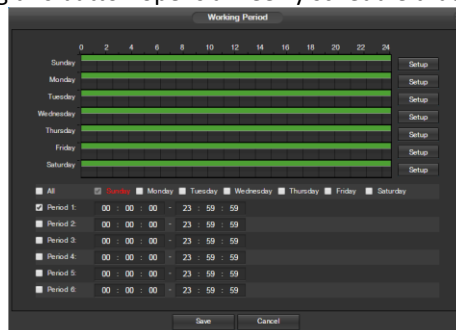 Working Period
0 2 4 6 8 10 12 14 16 18 20 22 24
Sunday Setup
Monday Setup
Tuesday Setup
Wednesday Setup
Thursday Setup
Friday Setup
Saturday Setup
All Sunday Monday Tuesday Wednesday Thursday Friday Saturday
Period 1: 00 : 00 : 00 - 23 : 59 : 59
Period 2: 00 : 00 : 00 - 23 : 59 : 59
Period 3: 00 : 00 : 00 - 23 : 59 : 59
Period 4: 00 : 00 : 00 - 23 : 59 : 59
Period 5: 00 : 00 : 00 - 23 : 59 : 59
Period 6: 00 : 00 : 00 - 23 : 59 : 59
Save Cancel